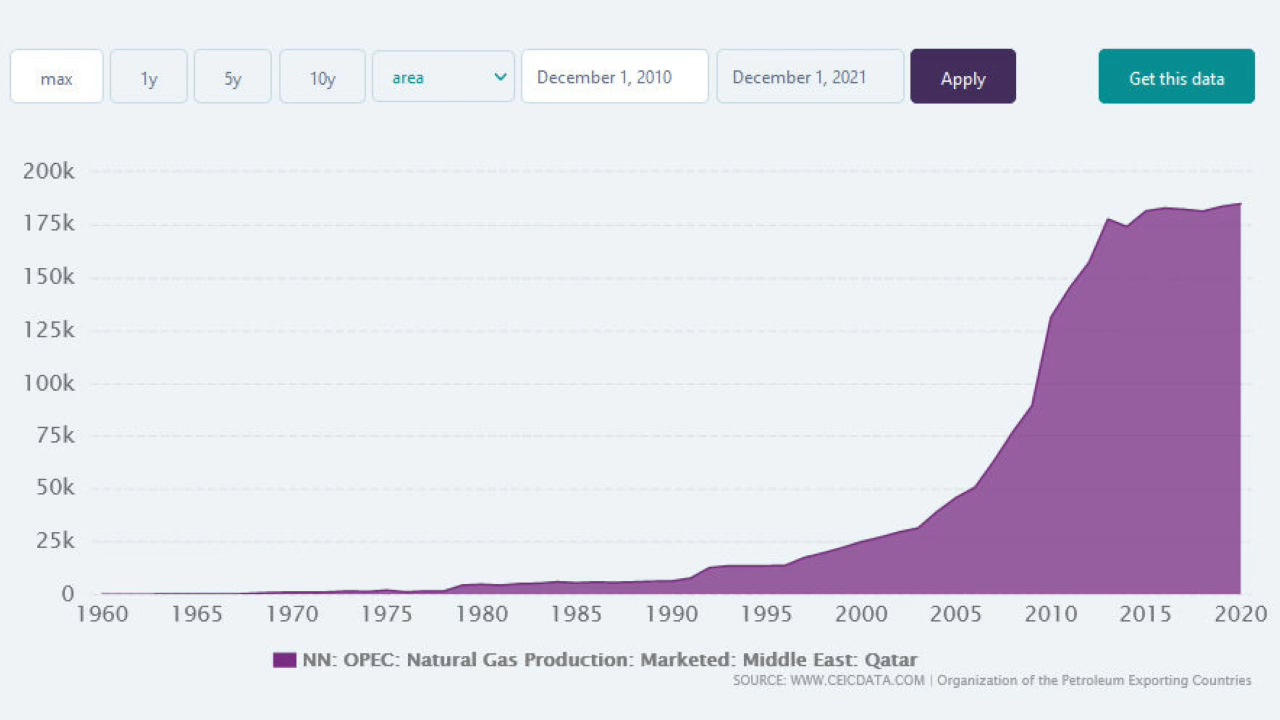 max 1y 5y 10y area December 1, 2010 December 1, 2021 Apply Get this data
200k
175k
150k
125k
100k
75k
50k
25k
0
1960 1965 1970 1975 1980 1985 1990 1995 2000 2005 2010 2015 2020
NN: OPEC: Natural Gas Production: Marketed: Middle East: Qatar
SOURCE: WWW.CEICDATA.COM | Organization of the Petroleum Exporting Countries